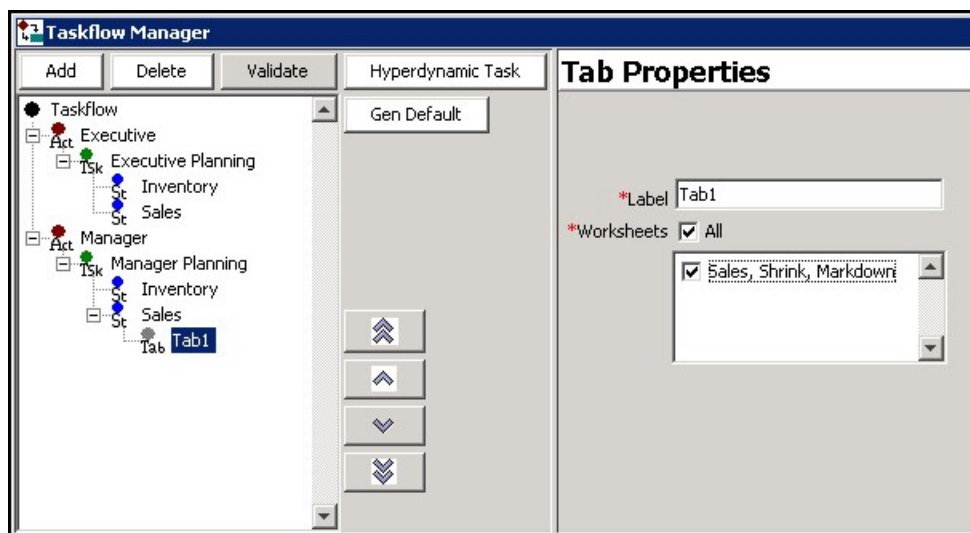 Taskflow Manager
Add Delete Validate Hyperdynamic Task
Gen Default
Taskflow
Act Executive
Tsk Executive Planning
St Inventory
St Sales
Act Manager
Tsk Manager Planning
St Inventory
St Sales
Tab Tab1
Tab Properties
*Label Tab1
*Worksheets All
Sales, Shrink, Markdown